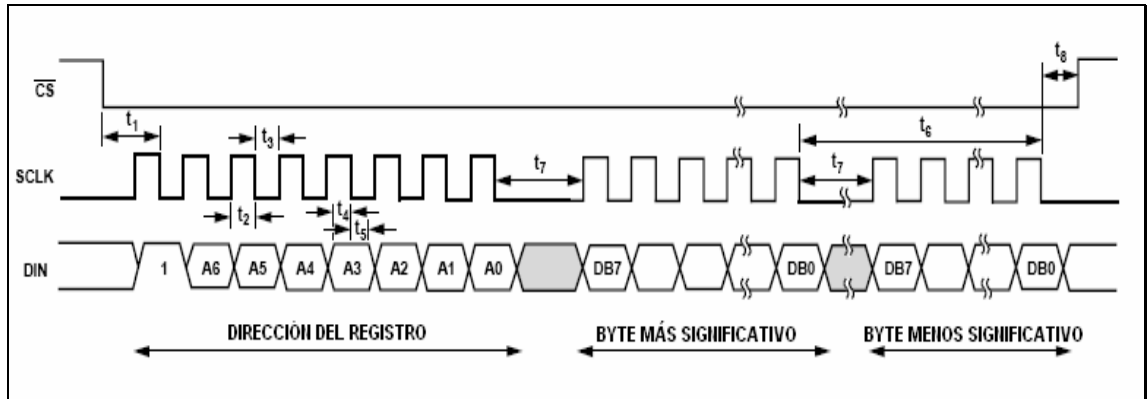 t8
CS
t1
t3
t6
SCLK
t7
t7
t2
t4
t5
DIN
1 A6 A5 A4 A3 A2 A1 A0 DB7 DB0 DB7 DB0
DIRECCIÓN DEL REGISTRO BYTE MÁS SIGNIFICATIVO BYTE MENOS SIGNIFICATIVO